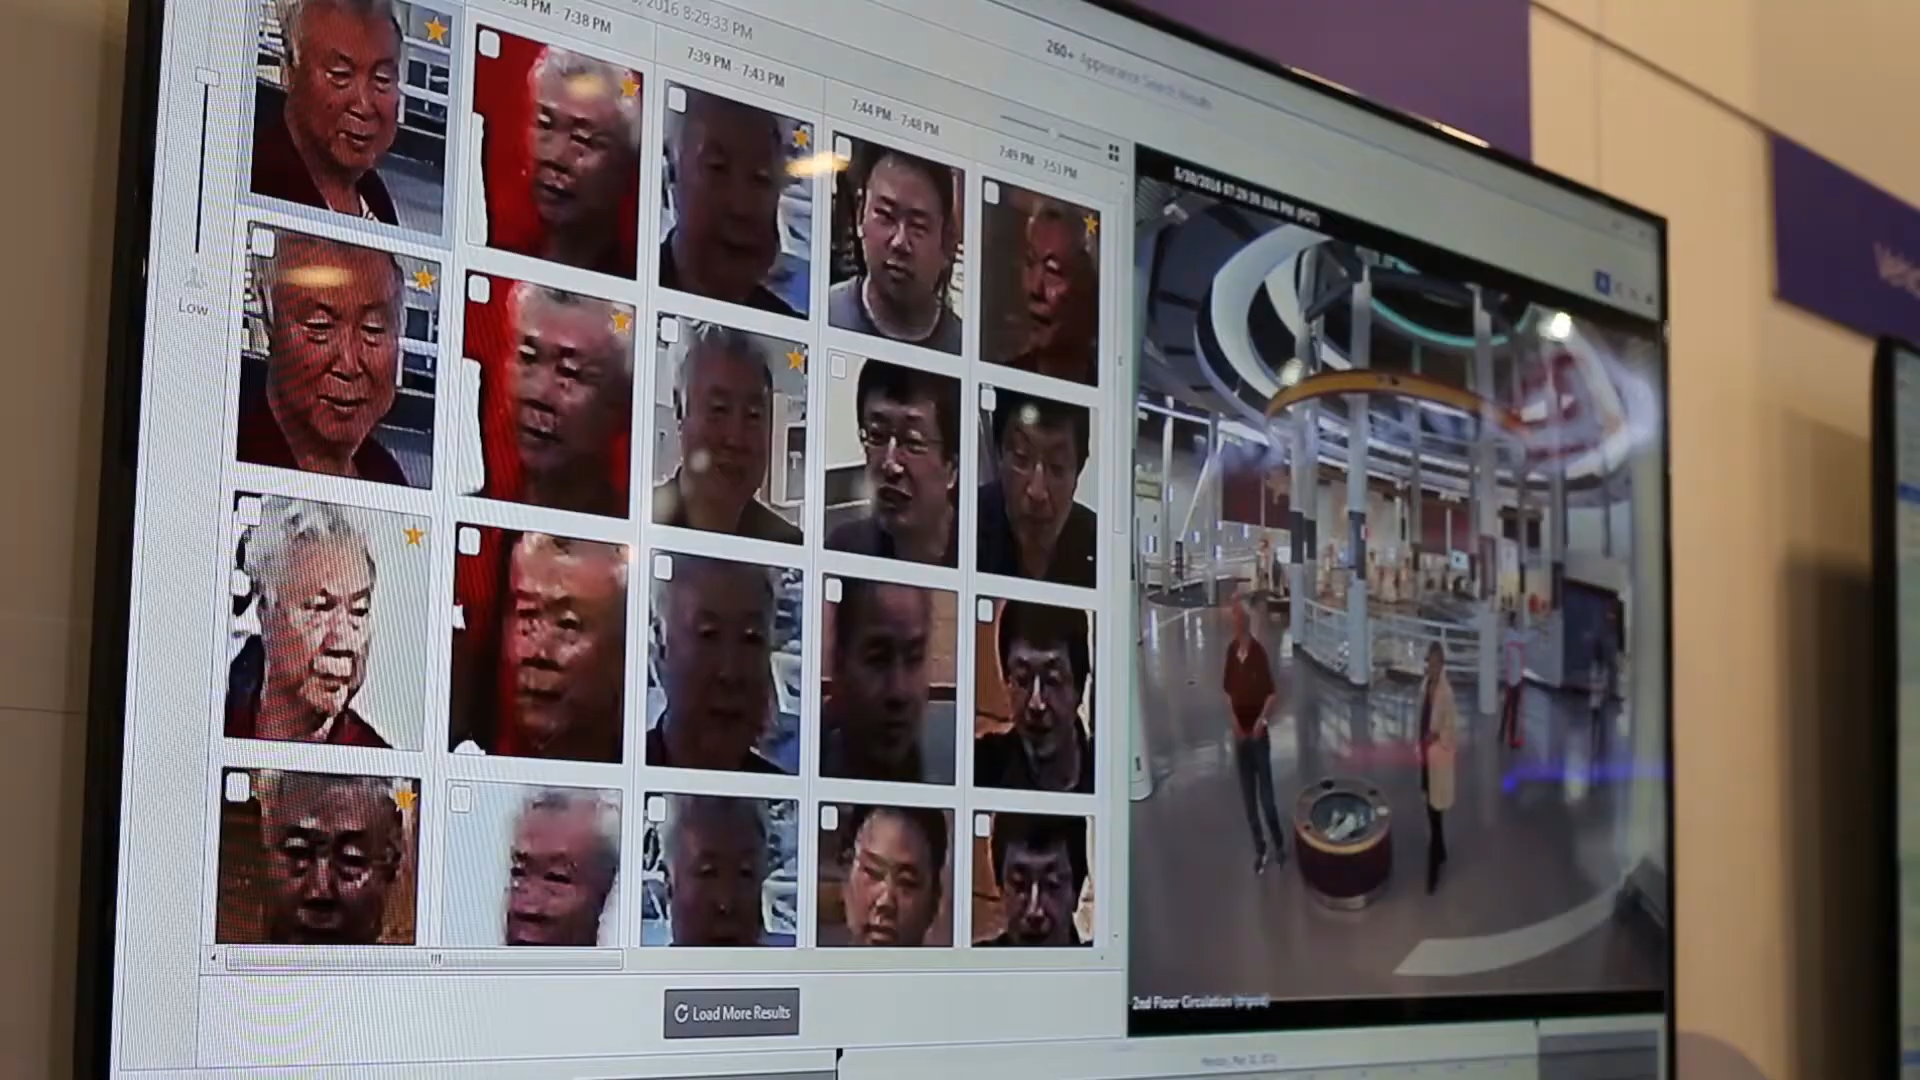 2016 8:29:33 PM
260+ Appearance Search Results
34 PM - 7:38 PM
7:39 PM - 7:43 PM
7:44 PM - 7:48 PM
7:49 PM - 7:53 PM
Low
2nd Floor Circulation
Load More Results